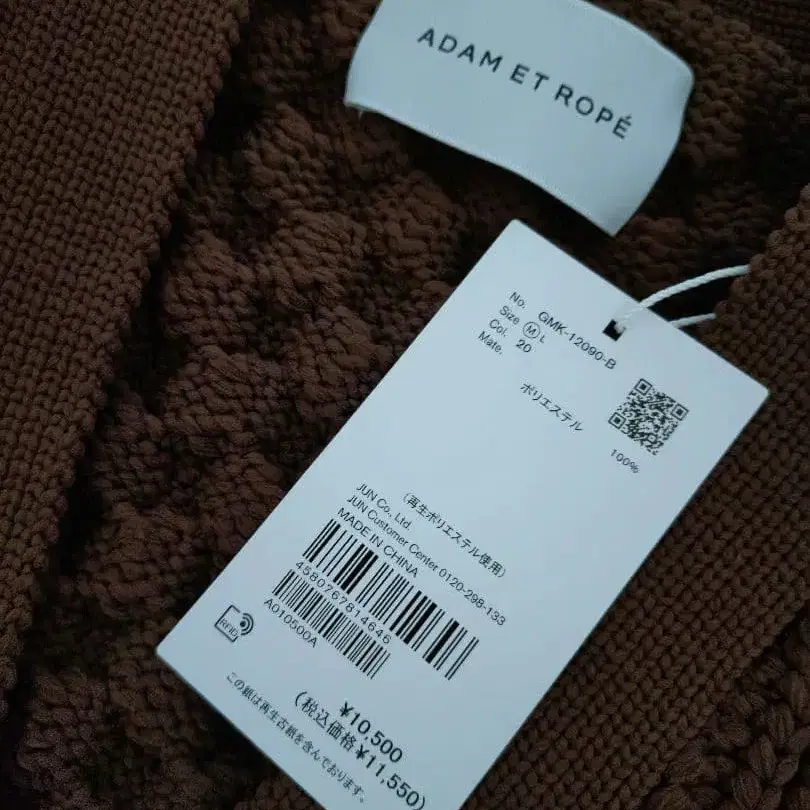 ADAM ET ROPÉ
No. GMK-12090-B
Size Ⓜ L
Col. 20
Mate.
ポリエステル
100%
(再生ポリエステル使用)
JUN Co., Ltd.
JUN Customer Center 0120-298-133
MADE IN CHINA
4580767814646
A010500A
RFID
¥10,500
(税込価格¥11,550)
この紙は再生古紙を含んでおります。